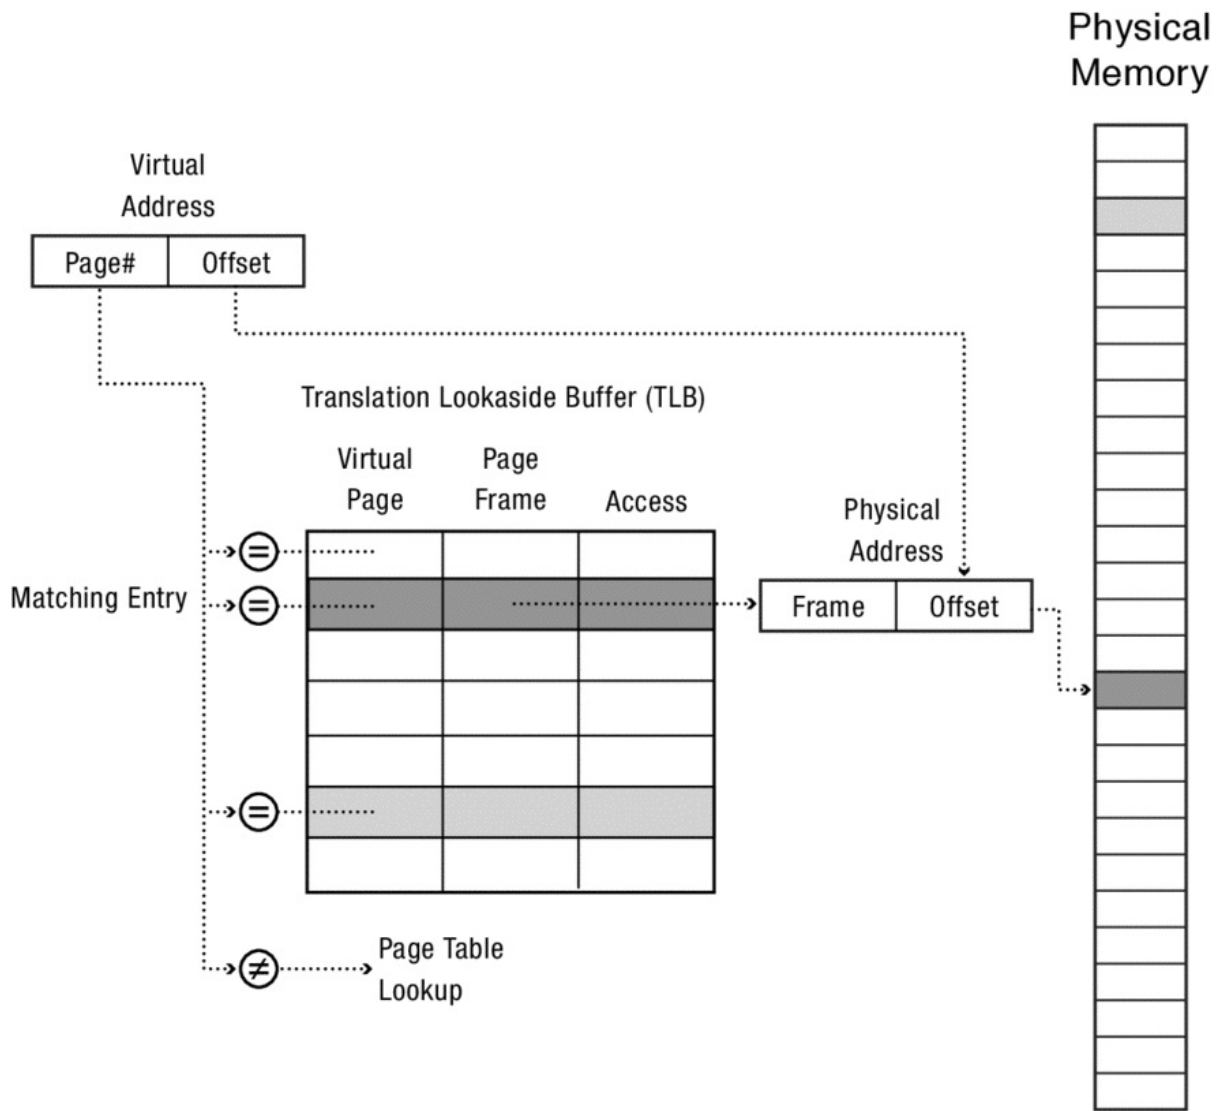 Physical
Memory
Virtual
Address
Page#
Offset
Translation Lookaside Buffer (TLB)
Virtual
Page
Page
Frame
Access
Physical
Address
=
Matching Entry
=
Frame
Offset
=
≠
Page Table
Lookup